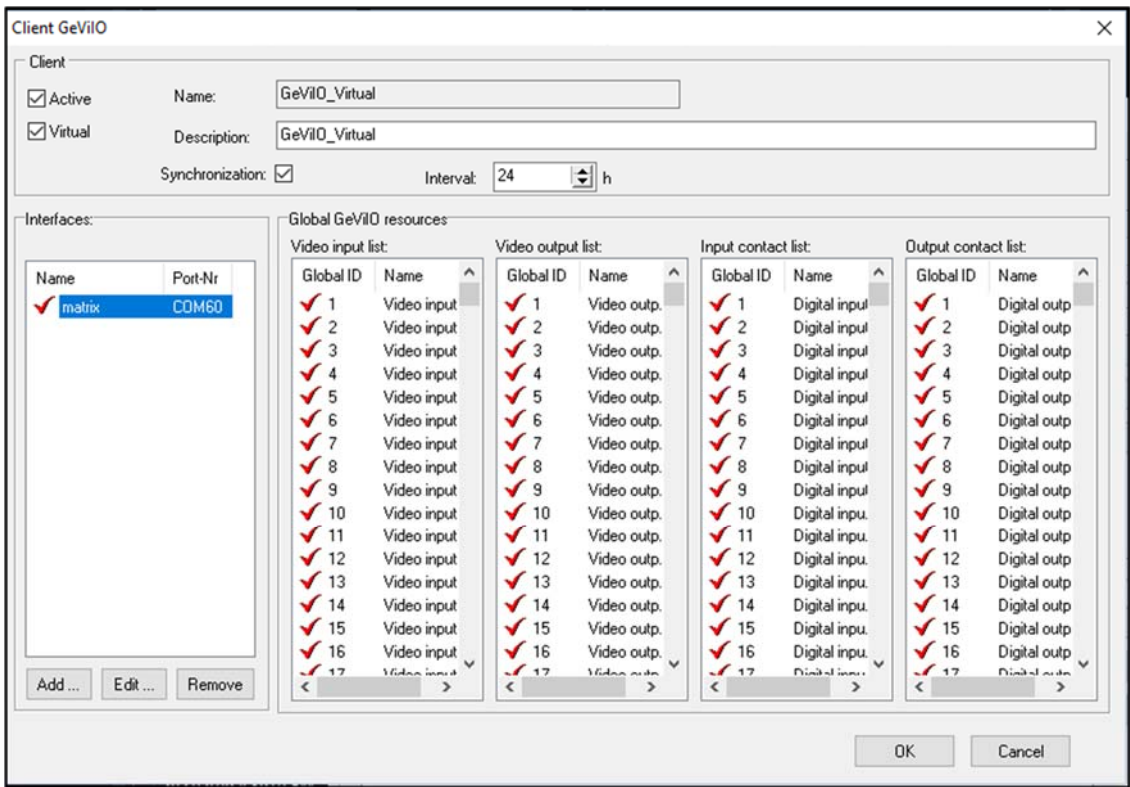 Client GeViIO
Client
Active
Name:
GeViIO_Virtual
Virtual
Description:
GeViIO_Virtual
Synchronization:
Interval:
24
h
Interfaces:
Name Port-Nr
matrix COM60
Add ...
Edit ...
Remove
Global GeViIO resources
Video input list:
Global ID Name
1 Video input
2 Video input
3 Video input
4 Video input
5 Video input
6 Video input
7 Video input
8 Video input
9 Video input
10 Video input
11 Video input
12 Video input
13 Video input
14 Video input
15 Video input
16 Video input
17 Video input
Video output list:
Global ID Name
1 Video outp.
2 Video outp.
3 Video outp.
4 Video outp.
5 Video outp.
6 Video outp.
7 Video outp.
8 Video outp.
9 Video outp.
10 Video outp.
11 Video outp.
12 Video outp.
13 Video outp.
14 Video outp.
15 Video outp.
16 Video outp.
17 Video outp.
Input contact list:
Global ID Name
1 Digital input
2 Digital input
3 Digital input
4 Digital input
5 Digital input
6 Digital input
7 Digital input
8 Digital input
9 Digital input
10 Digital inpu.
11 Digital inpu.
12 Digital inpu.
13 Digital inpu.
14 Digital inpu.
15 Digital inpu.
16 Digital inpu.
17 Digital inpu.
Output contact list:
Global ID Name
1 Digital outp
2 Digital outp
3 Digital outp
4 Digital outp
5 Digital outp
6 Digital outp
7 Digital outp
8 Digital outp
9 Digital outp
10 Digital outp
11 Digital outp
12 Digital outp
13 Digital outp
14 Digital outp
15 Digital outp
16 Digital outp
17 Digital outp
OK
Cancel